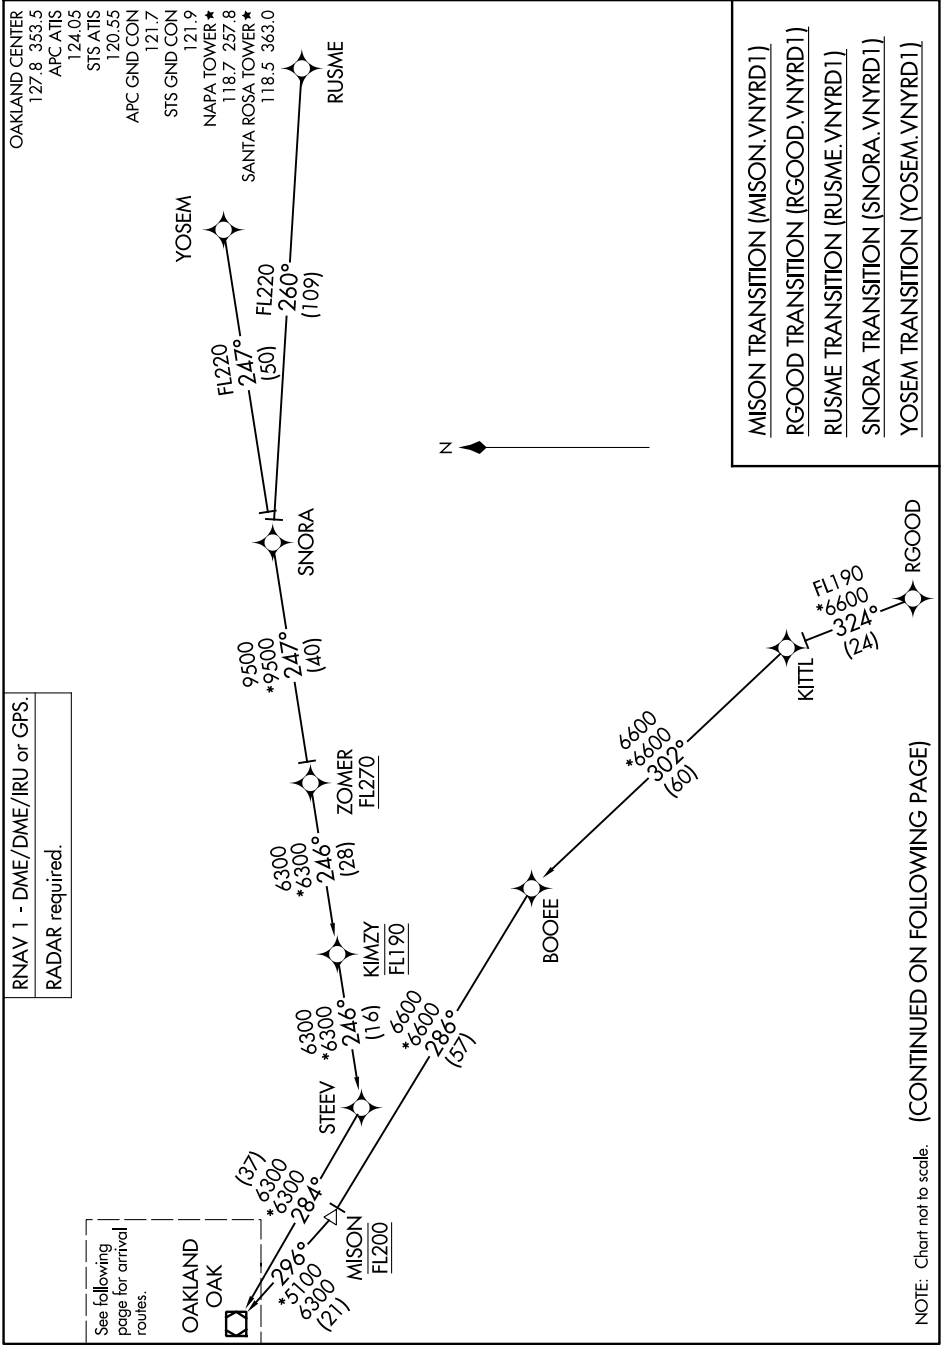 RNAV 1 - DME/DME/IRU or GPS.
RADAR required.
OAKLAND CENTER
127.8 353.5
APC ATIS
124.05
STS ATIS
120.55
APC GND CON
121.7
STS GND CON
121.9
NAPA TOWER★
118.7 257.8
SANTA ROSA TOWER★
118.5 363.0
See following
page for arrival
routes.
OAKLAND
OAK
(37)
6300
*6300
284°
296°
*5100
6300
(21)
MISON
FL200
STEEV
6300
*6300
246°
(16)
KIMZY
FL190
6300
*6300
246°
(28)
ZOMER
FL270
9500
*9500
247°
(40)
SNORA
FL220
247°
(50)
YOSEM
FL220
260°
(109)
RUSME
6600
*6600
286°
(57)
BOOEE
6600
*6600
302°
(60)
KITTL
FL190
*6600
324°
(24)
RGOOD
N
MISON TRANSITION (MISON.VNYRD1)
RGOOD TRANSITION (RGOOD.VNYRD1)
RUSME TRANSITION (RUSME.VNYRD1)
SNORA TRANSITION (SNORA.VNYRD1)
YOSEM TRANSITION (YOSEM.VNYRD1)
NOTE: Chart not to scale.
(CONTINUED ON FOLLOWING PAGE)